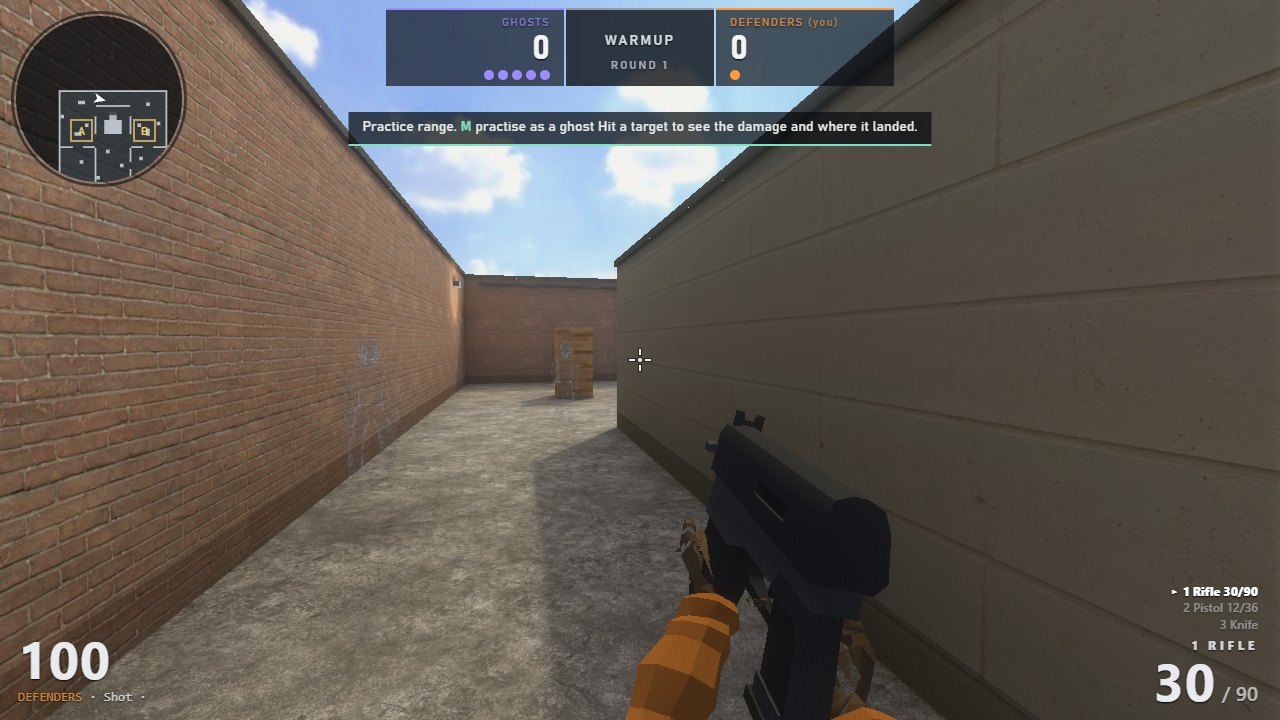 GHOSTS
0
WARMUP
ROUND 1
DEFENDERS (you)
0
Practice range. M practise as a ghost Hit a target to see the damage and where it landed.
A
B
▸ 1 Rifle 30/90
2 Pistol 12/36
3 Knife
1 RIFLE
30 / 90
100
DEFENDERS · Shot ·